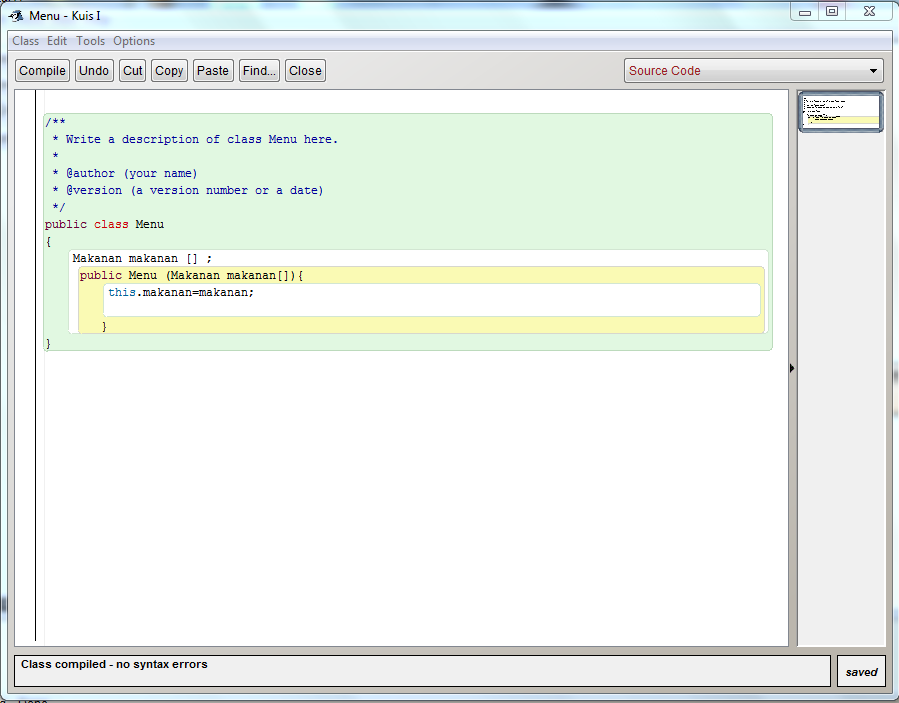 Menu - Kuis I
Class Edit Tools Options
Compile Undo Cut Copy Paste Find... Close Source Code
/**
* Write a description of class Menu here.
*
* @author (your name)
* @version (a version number or a date)
*/
public class Menu
{
Makanan makanan [] ;
public Menu (Makanan makanan[]){
this.makanan=makanan;
}
}
Class compiled - no syntax errors
saved